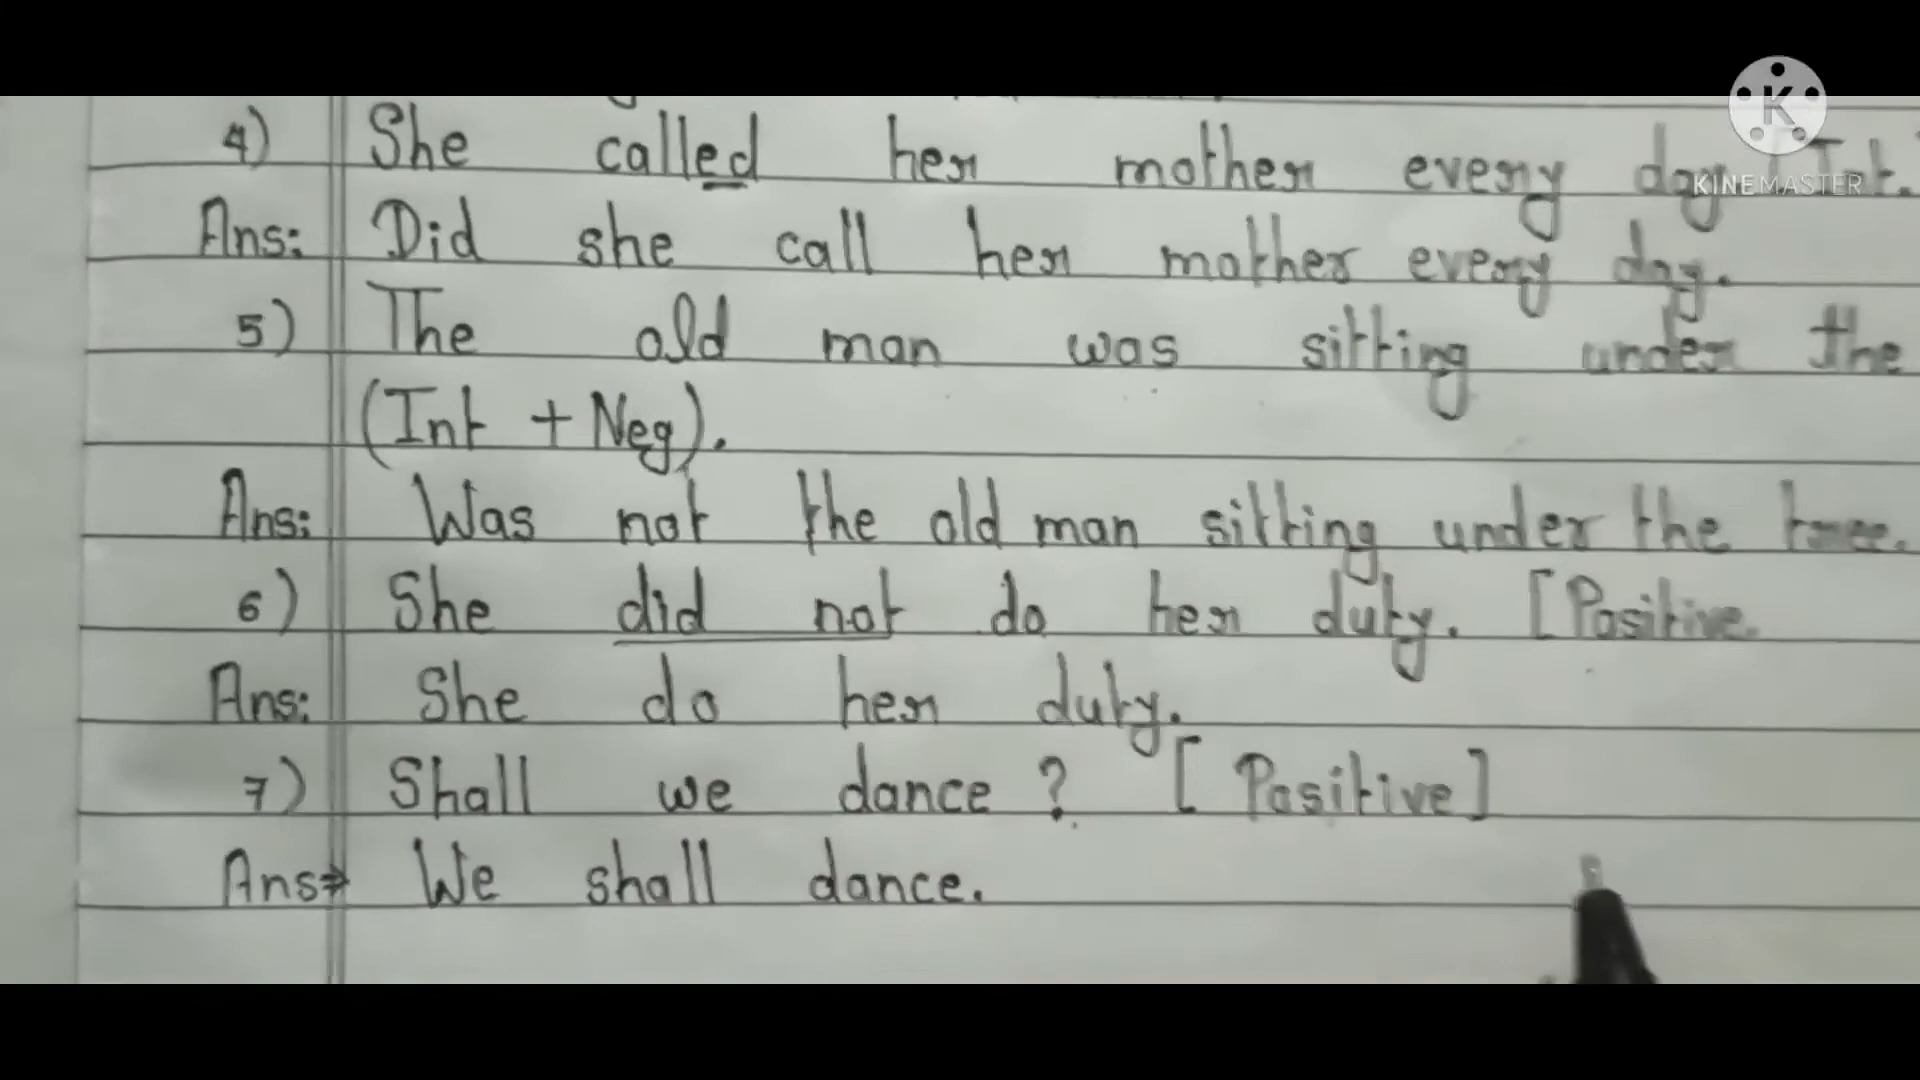 4) She called her mother every day [Int.
KINEMASTER
Ans: Did she call her mother every day.
5) The old man was sitting under the
(Int + Neg).
Ans: Was not the old man sitting under the tree.
6) She did not do her duty. [Positive.
Ans: She do her duty.
7) Shall we dance ? [ Positive]
Ans⇒ We shall dance.